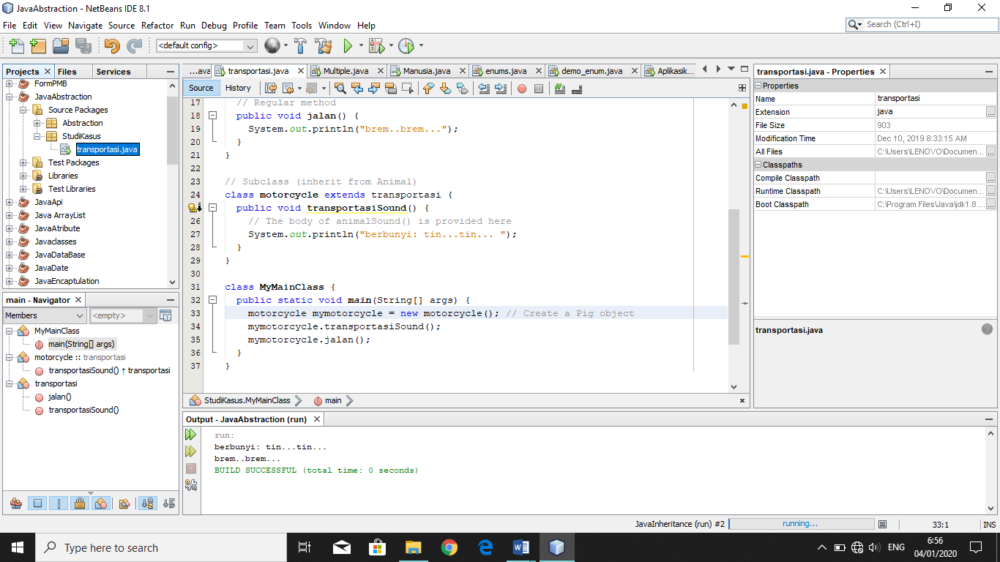 JavaAbstraction - NetBeans IDE 8.1
File Edit View Navigate Source Refactor Run Debug Profile Team Tools Window Help
Search (Ctrl+I)
<default config>
Projects Files Services
FormPMB
JavaAbstraction
Source Packages
Abstraction
StudiKasus
transportasi.java
Test Packages
Libraries
Test Libraries
JavaApi
Java ArrayList
JavaAtribute
Javaclasses
JavaDataBase
JavaDate
JavaEncaptulation
main - Navigator
Members <empty>
MyMainClass
main(String[] args)
motorcycle :: transportasi
transportasiSound() ↑ transportasi
transportasi
jalan()
transportasiSound()
...ava transportasi.java Multiple.java Manusia.java enums.java demo_enum.java Aplikasik...
Source History
17 // Regular method
18 public void jalan() {
19 System.out.println("brem..brem...");
20 }
21 }
22
23 // Subclass (inherit from Animal)
24 class motorcycle extends transportasi {
public void transportasiSound() {
26 // The body of animalSound() is provided here
27 System.out.println("berbunyi: tin...tin... ");
28 }
29 }
30
31 class MyMainClass {
32 public static void main(String[] args) {
33 motorcycle mymotorcycle = new motorcycle(); // Create a Pig object
34 mymotorcycle.transportasiSound();
35 mymotorcycle.jalan();
36 }
37 }
StudiKasus.MyMainClass main
Output - JavaAbstraction (run)
run:
berbunyi: tin...tin...
brem..brem...
BUILD SUCCESSFUL (total time: 0 seconds)
transportasi.java - Properties
Properties
Name transportasi
Extension java
File Size 903
Modification Time Dec 10, 2019 8:33:15 AM
All Files C:\Users\LENOVO\Documen...
Classpaths
Compile Classpath
Runtime Classpath C:\Users\LENOVO\Documen...
Boot Classpath C:\Program Files\Java\jdk1.8....
transportasi.java
JavaInheritance (run) #2 running... 33:1 INS
Type here to search
ENG
6:56
04/01/2020